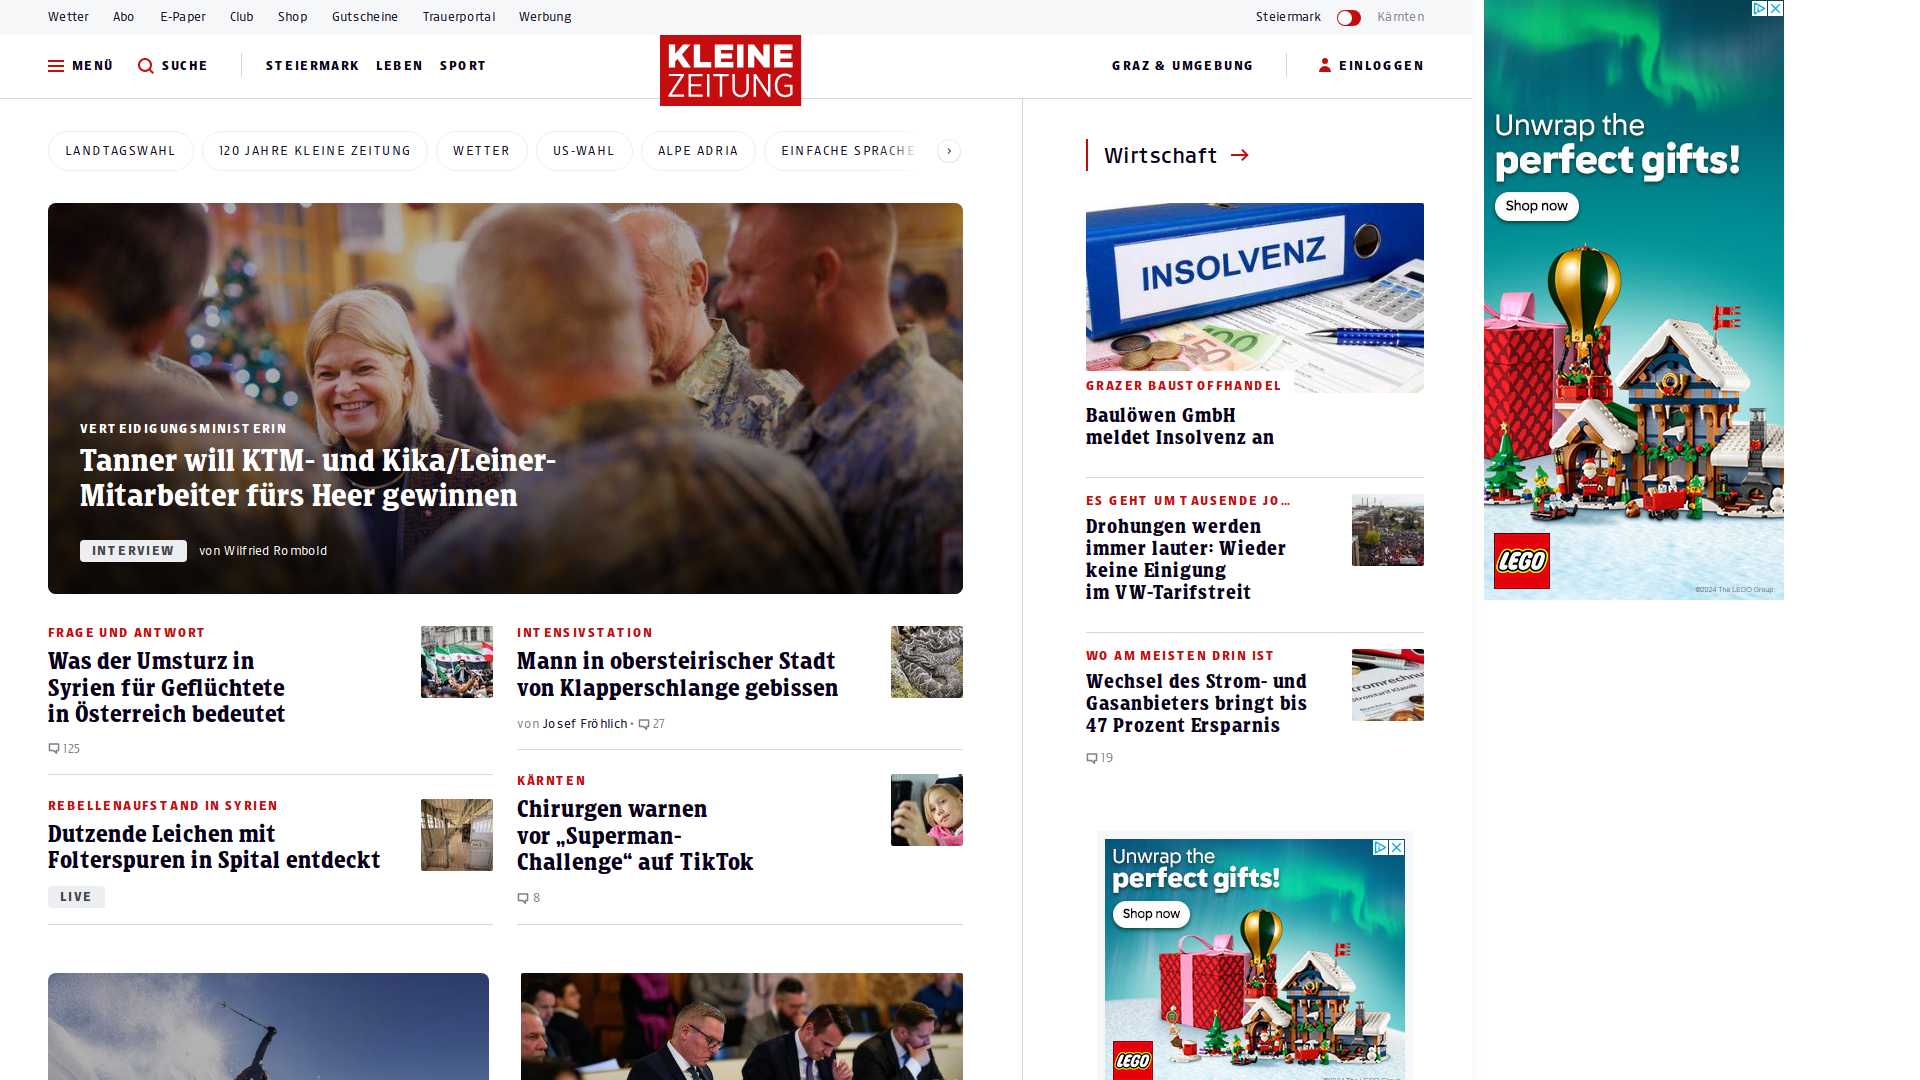 Wetter Abo E-Paper Club Shop Gutscheine Trauerportal Werbung
Steiermark Kärnten
MENÜ SUCHE STEIERMARK LEBEN SPORT
KLEINE
ZEITUNG
GRAZ & UMGEBUNG EINLOGGEN
LANDTAGSWAHL 120 JAHRE KLEINE ZEITUNG WETTER US-WAHL ALPE ADRIA EINFACHE SPRACHE
VERTEIDIGUNGSMINISTERIN
Tanner will KTM- und Kika/Leiner-
Mitarbeiter fürs Heer gewinnen
INTERVIEW von Wilfried Rombold
FRAGE UND ANTWORT
Was der Umsturz in
Syrien für Geflüchtete
in Österreich bedeutet
125
REBELLENAUFSTAND IN SYRIEN
Dutzende Leichen mit
Folterspuren in Spital entdeckt
LIVE
INTENSIVSTATION
Mann in obersteirischer Stadt
von Klapperschlange gebissen
von Josef Fröhlich • 27
KÄRNTEN
Chirurgen warnen
vor „Superman-
Challenge“ auf TikTok
8
Wirtschaft
INSOLVENZ
GRAZER BAUSTOFFHANDEL
Baulöwen GmbH
meldet Insolvenz an
ES GEHT UM TAUSENDE JO…
Drohungen werden
immer lauter: Wieder
keine Einigung
im VW-Tarifstreit
WO AM MEISTEN DRIN IST
Wechsel des Strom- und
Gasanbieters bringt bis
47 Prozent Ersparnis
19
Unwrap the
perfect gifts!
Shop now
LEGO
Unwrap the
perfect gifts!
Shop now
LEGO
©2024 The LEGO Group